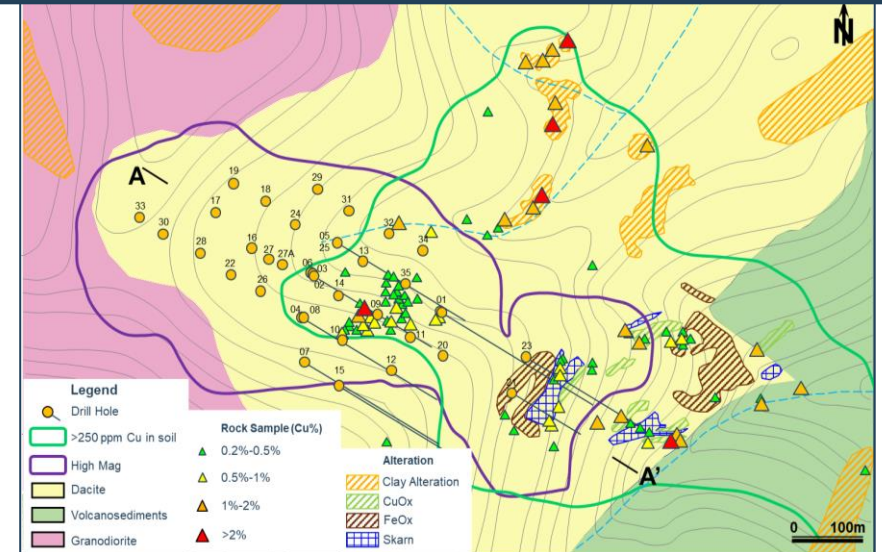 N
A
19
29
18
17
31
33
24
30
32
05
25
34
16
28
27
27A
13
06
03
22
02
35
26
14
01
04
08
09
10
11
20
23
07
12
15
21
A'
Legend
Drill Hole
>250 ppm Cu in soil
High Mag
Dacite
Volcanosediments
Granodiorite
Rock Sample (Cu%)
0.2%-0.5%
0.5%-1%
1%-2%
>2%
Alteration
Clay Alteration
CuOx
FeOx
Skarn
0 100m